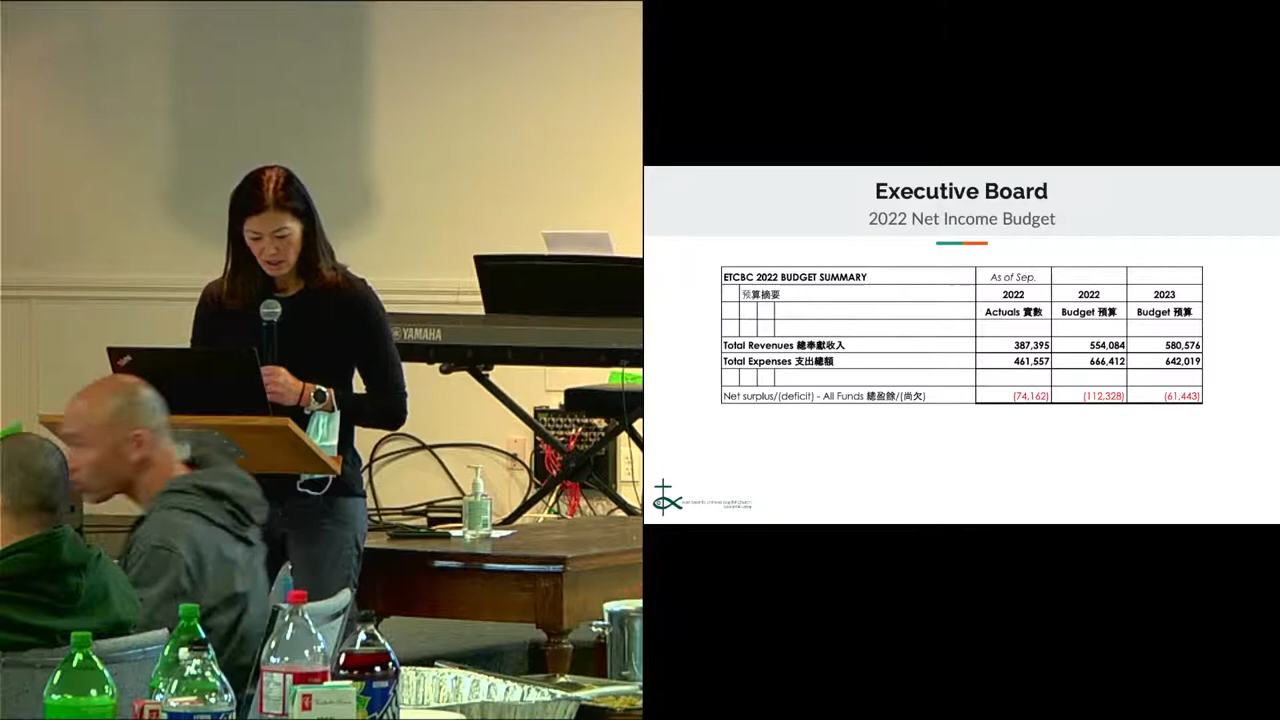 YAMAHA
Executive Board
2022 Net Income Budget
ETCBC 2022 BUDGET SUMMARY As of Sep.
預算摘要 2022 2022 2023
Actuals 實數 Budget 預算 Budget 預算
Total Revenues 總奉獻收入 387,395 554,084 580,576
Total Expenses 支出總額 461,557 666,412 642,019
Net surplus/(deficit) - All Funds 總盈餘/(尚欠) (74,162) (112,328) (61,443)